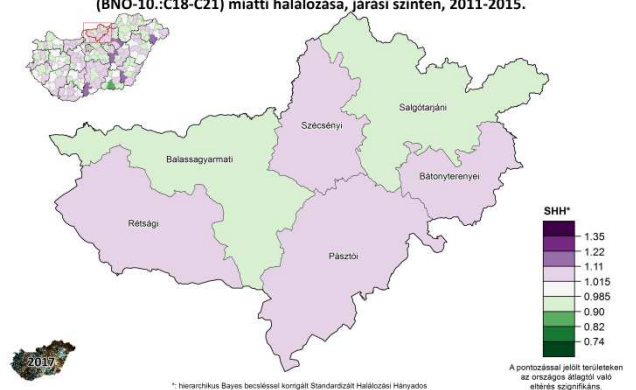 (BNO-10.:C18-C21) miatti halálozása, járási szinten, 2011-2015.
Salgótarjáni
Szécsényi
Balassagyarmati
Bátonyterenyei
Rétsági
Pásztói
SHH*
1.35
1.22
1.11
1.015
0.985
0.90
0.82
0.74
2017
A pontozással jelölt területeken
az országos átlagtól való
eltérés szignifikáns.
*: hierarchikus Bayes becsléssel korrigált Standardizált Halálozási Hányados